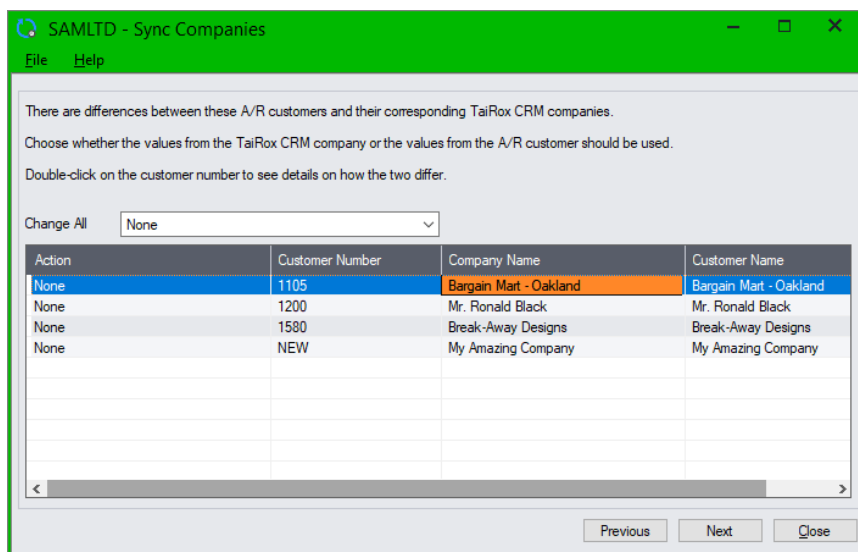 SAMLTD - Sync Companies
File Help
There are differences between these A/R customers and their corresponding TaiRox CRM companies.
Choose whether the values from the TaiRox CRM company or the values from the A/R customer should be used.
Double-click on the customer number to see details on how the two differ.
Change All None
Action Customer Number Company Name Customer Name
None 1105 Bargain Mart - Oakland Bargain Mart - Oakland
None 1200 Mr. Ronald Black Mr. Ronald Black
None 1580 Break-Away Designs Break-Away Designs
None NEW My Amazing Company My Amazing Company
Previous Next Close